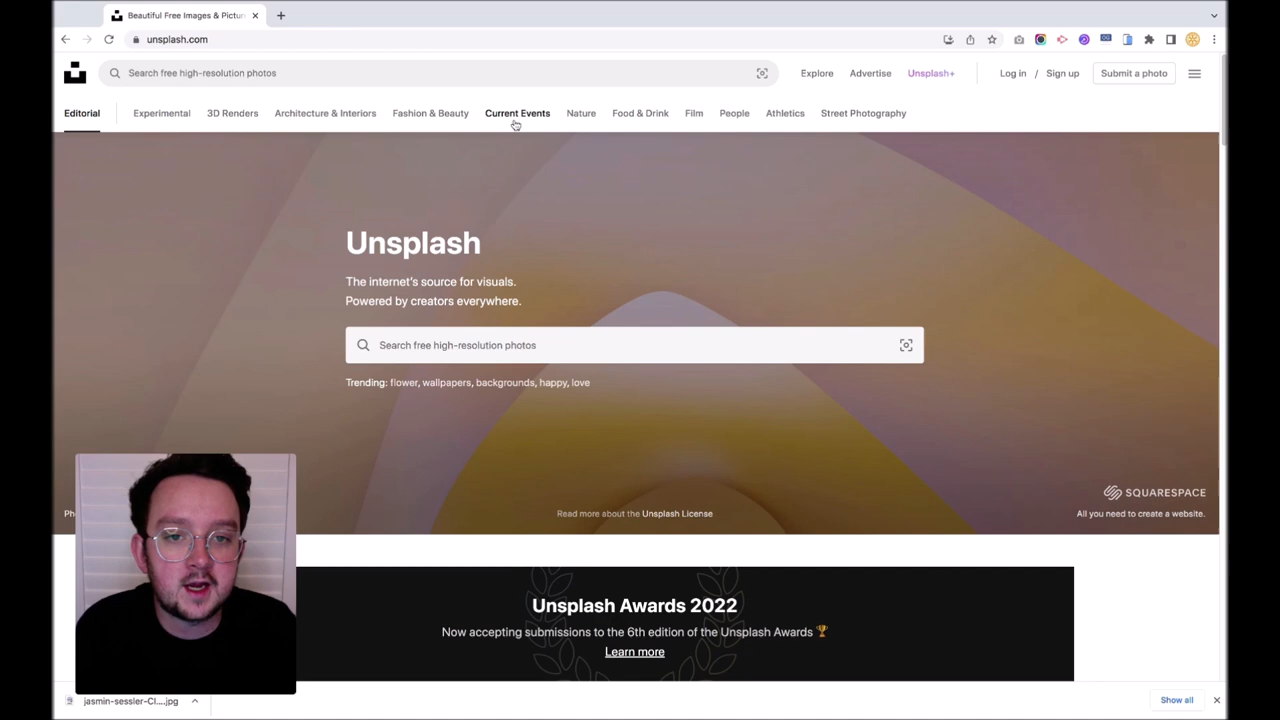 Beautiful Free Images & Pictur
unsplash.com
Search free high-resolution photos
Explore
Advertise
Unsplash+
Log in / Sign up
Submit a photo
Editorial
Experimental
3D Renders
Architecture & Interiors
Fashion & Beauty
Current Events
Nature
Food & Drink
Film
People
Athletics
Street Photography
Unsplash
The internet's source for visuals.
Powered by creators everywhere.
Search free high-resolution photos
Trending: flower, wallpapers, backgrounds, happy, love
SQUARESPACE
Ph
Read more about the Unsplash License
All you need to create a website.
Unsplash Awards 2022
Now accepting submissions to the 6th edition of the Unsplash Awards 🏆
Learn more
jasmin-sessler-Cl....jpg
Show all